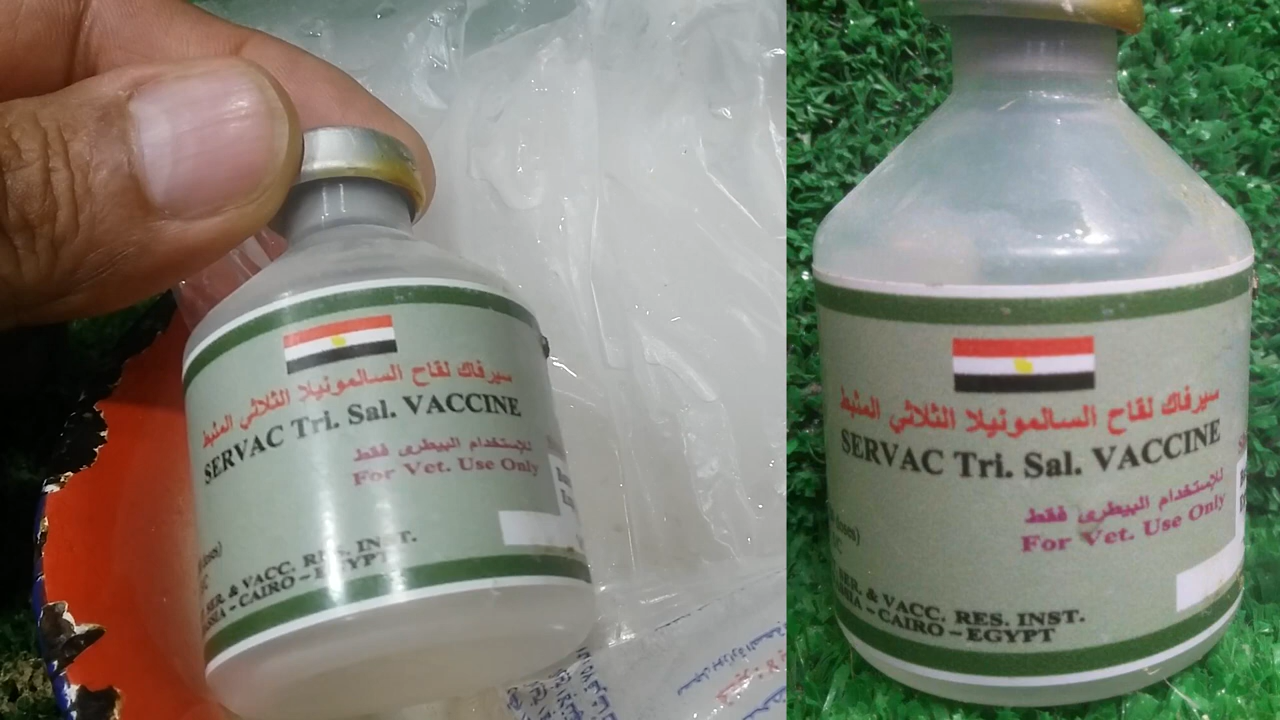 سيرفاك لقاح السالمونيلا الثلاثي المثبط
SERVAC Tri. Sal. VACCINE
للإستخدام البيطرى فقط
For Vet. Use Only
SER. & VACC. RES. INST.
CAIRO - EGYPT
سيرفاك لقاح السالمونيلا الثلاثي المثبط
SERVAC Tri. Sal. VACCINE
للإستخدام البيطرى فقط
For Vet. Use Only
SER. & VACC. RES. INST.
CAIRO - EGYPT